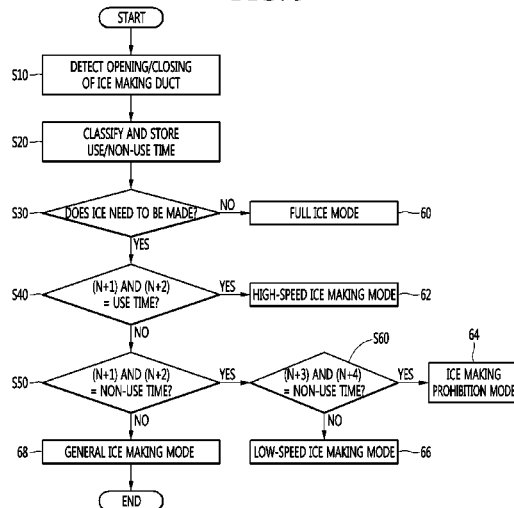 START
S10
DETECT OPENING/CLOSING
OF ICE MAKING DUCT
S20
CLASSIFY AND STORE
USE/NON-USE TIME
S30
DOES ICE NEED TO BE MADE?
NO
FULL ICE MODE
60
YES
S40
(N+1) AND (N+2)
= USE TIME?
YES
HIGH-SPEED ICE MAKING MODE
62
NO
S50
(N+1) AND (N+2)
= NON-USE TIME?
YES
S60
(N+3) AND (N+4)
= NON-USE TIME?
YES
64
ICE MAKING
PROHIBITION MODE
NO
NO
68
GENERAL ICE MAKING MODE
LOW-SPEED ICE MAKING MODE
66
END